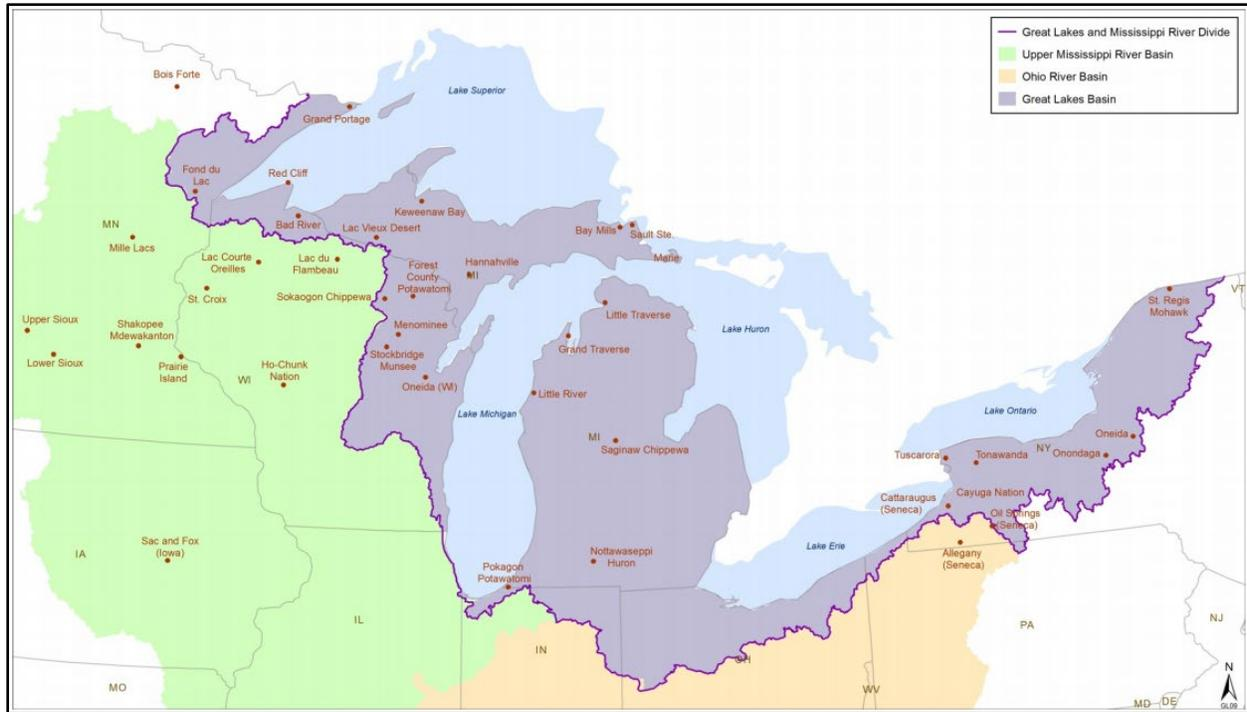 Great Lakes and Mississippi River Divide
Upper Mississippi River Basin
Ohio River Basin
Great Lakes Basin
Bois Forte
Lake Superior
Grand Portage
Fond du
Lac
Red Cliff
Keweenaw Bay
Bad River
Lac Vieux Desert
Bay Mills
Sault Ste.
Marie
MN
Mille Lacs
Lac Courte
Oreilles
Lac du
Flambeau
Forest
County
Potawatomi
Hannahville
MI
St. Croix
Sokaogon Chippewa
Little Traverse
Lake Huron
St. Regis
Mohawk
VT
Upper Sioux
Shakopee
Mdewakanton
Menominee
Grand Traverse
Lower Sioux
Prairie
Island
Stockbridge
Munsee
WI
Ho-Chunk
Nation
Oneida (WI)
Little River
Lake Michigan
Lake Ontario
MI
Saginaw Chippewa
Oneida
NY
Onondaga
Tuscarora
Tonawanda
Cattaraugus
(Seneca)
Cayuga Nation
Oil Springs
(Seneca)
IA
Sac and Fox
(Iowa)
Lake Erie
Allegany
(Seneca)
Nottawaseppi
Huron
Pokagon
Potawatomi
IL
IN
PA
NJ
OH
MO
WV
MD
DE
N
GL09